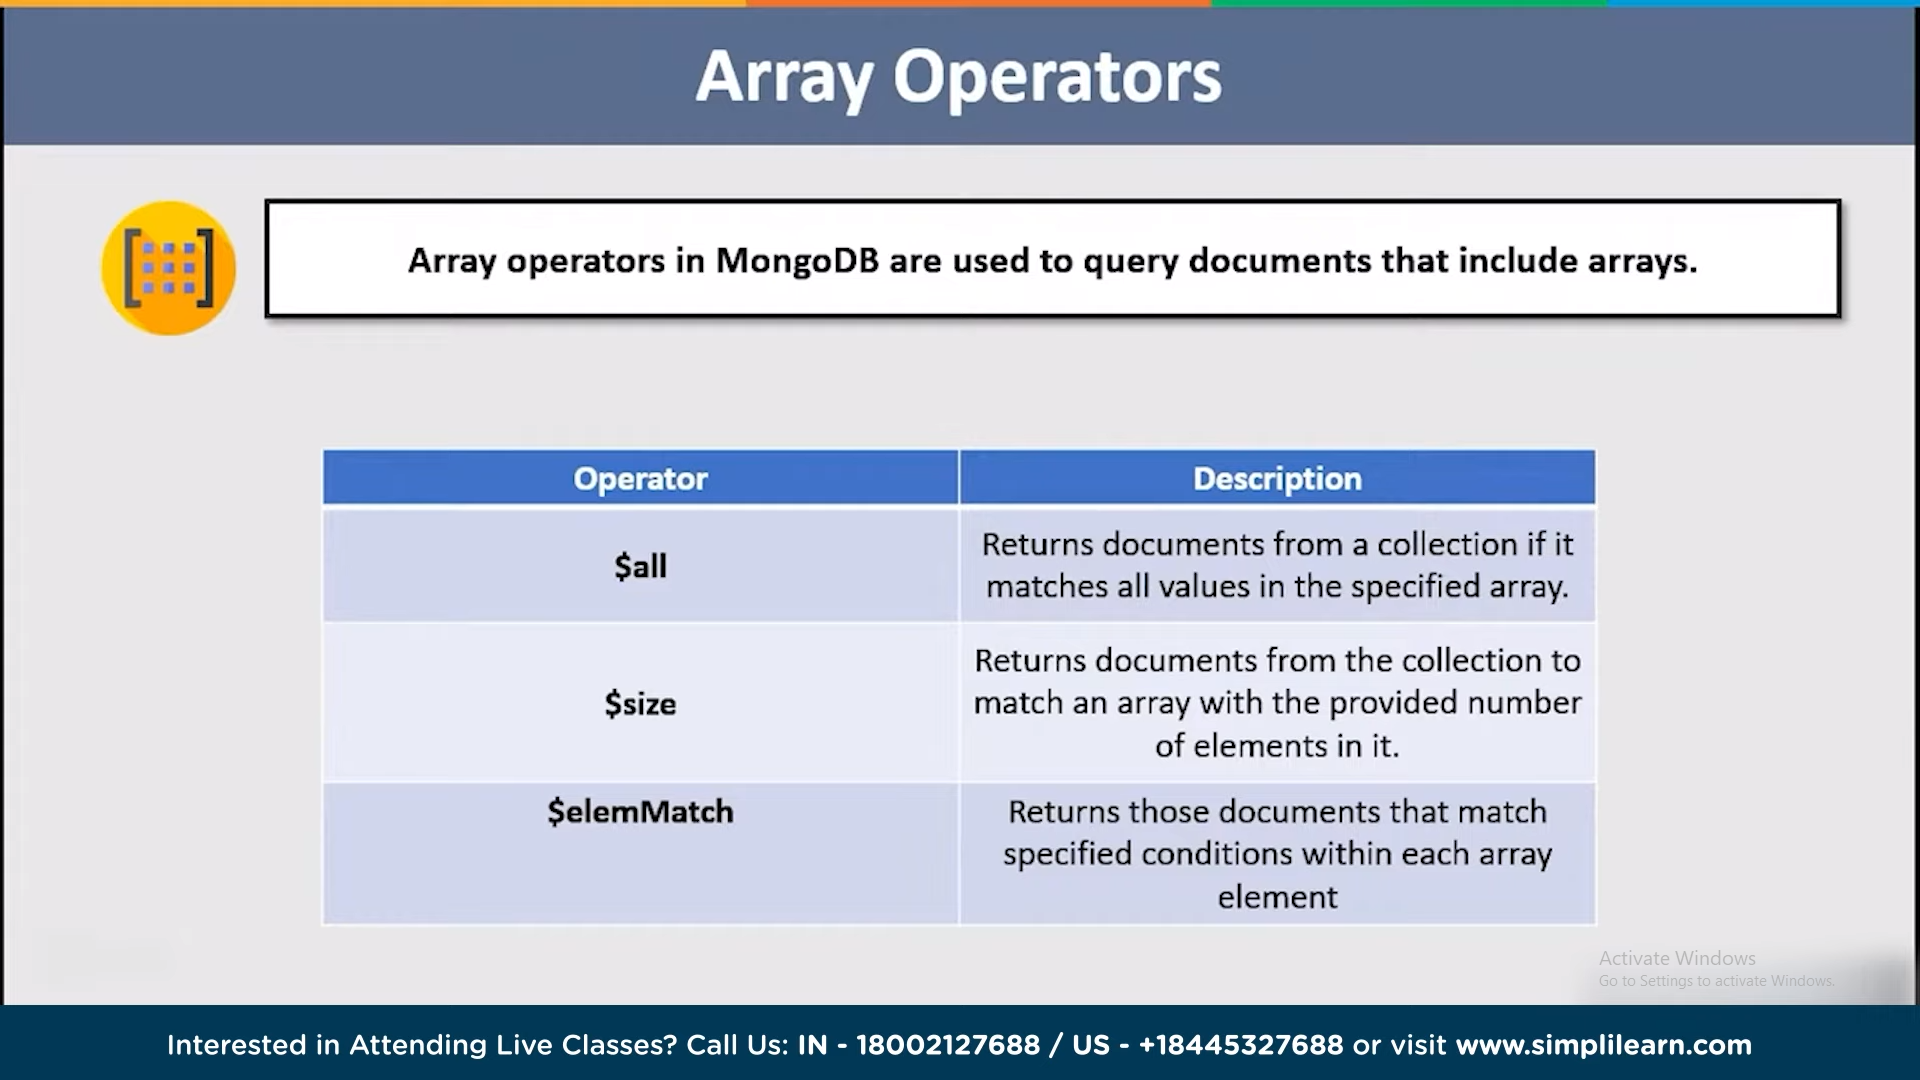 Array Operators
Array operators in MongoDB are used to query documents that include arrays.
Operator
Description
$all
Returns documents from a collection if it
matches all values in the specified array.
$size
Returns documents from the collection to
match an array with the provided number
of elements in it.
$elemMatch
Returns those documents that match
specified conditions within each array
element
Activate Windows
Go to Settings to activate Windows.
Interested in Attending Live Classes? Call Us: IN - 18002127688 / US - +18445327688 or visit www.simplilearn.com